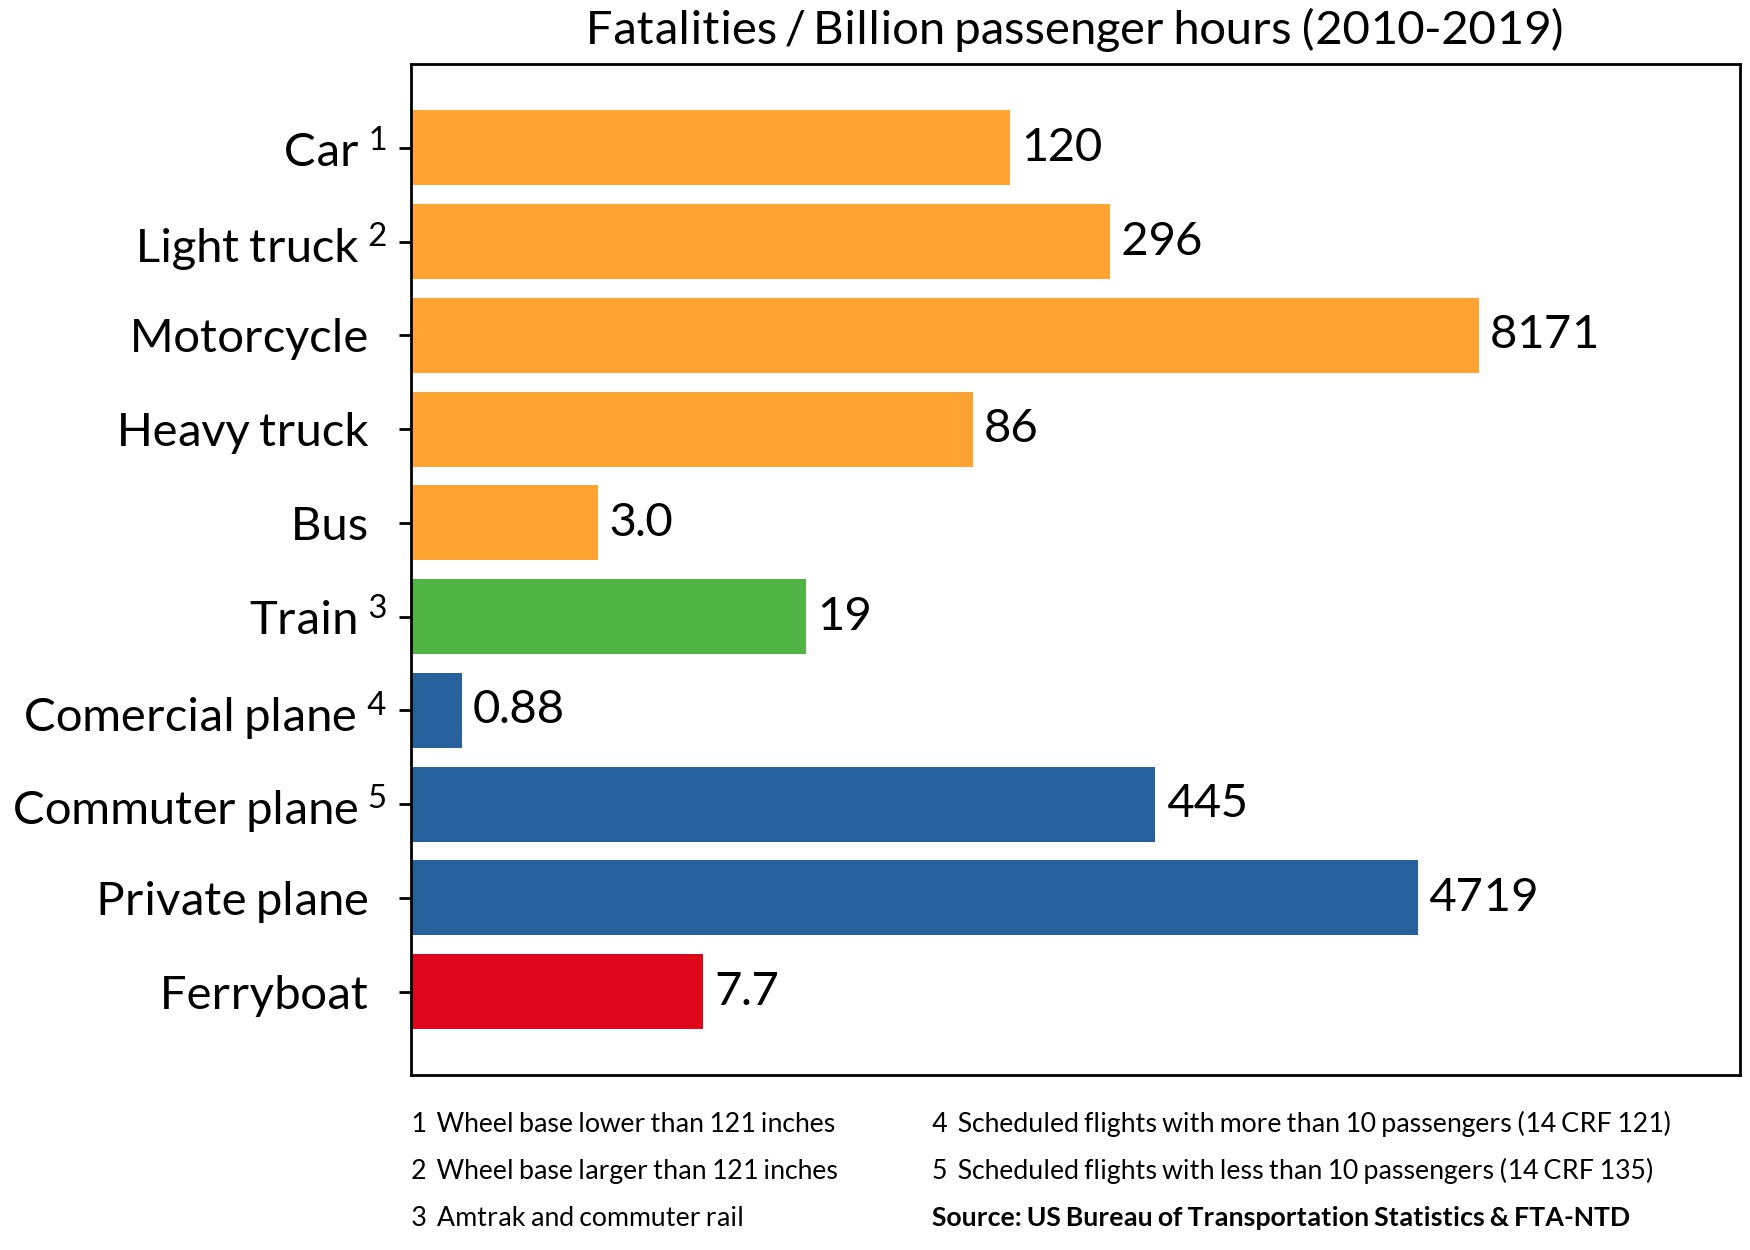 Fatalities / Billion passenger hours (2010-2019)
Car 1 120
Light truck 2 296
Motorcycle 8171
Heavy truck 86
Bus 3.0
Train 3 19
Comercial plane 4 0.88
Commuter plane 5 445
Private plane 4719
Ferryboat 7.7
1 Wheel base lower than 121 inches
2 Wheel base larger than 121 inches
3 Amtrak and commuter rail
4 Scheduled flights with more than 10 passengers (14 CRF 121)
5 Scheduled flights with less than 10 passengers (14 CRF 135)
Source: US Bureau of Transportation Statistics & FTA-NTD